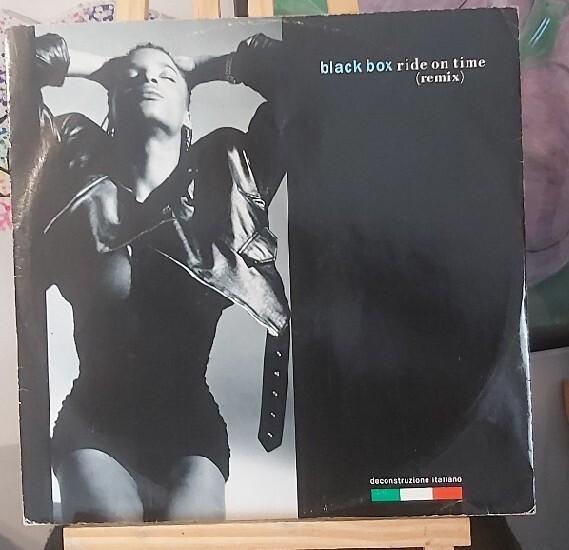 black box ride on time
(remix)
deconstruzione italiano